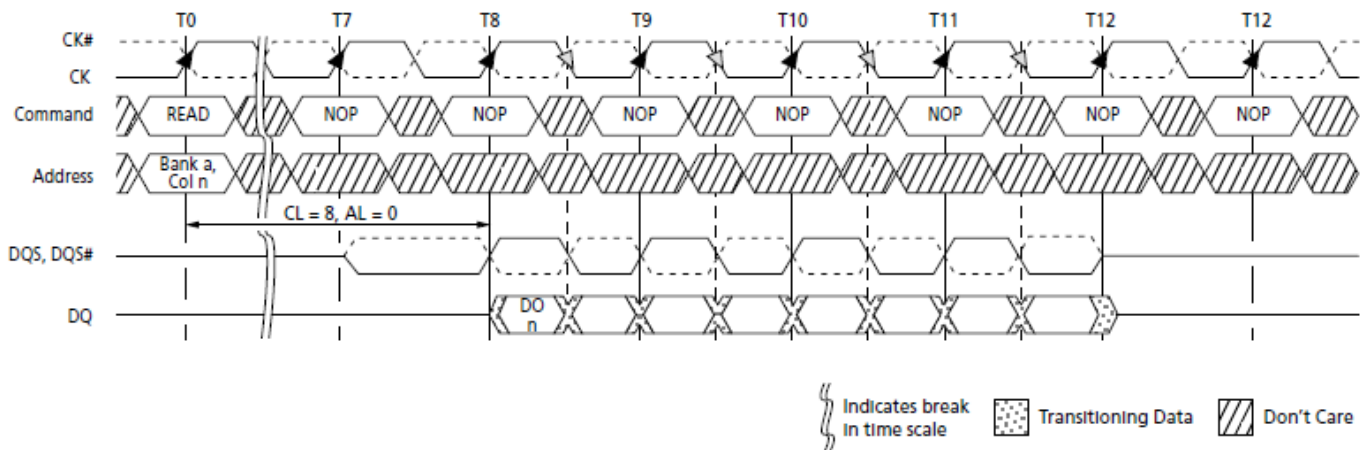 T0 T7 T8 T9 T10 T11 T12 T12
CK#
CK
Command READ NOP NOP NOP NOP NOP NOP NOP
Address Bank a,
Col n
CL = 8, AL = 0
DQS, DQS#
DQ DO
n
Indicates break
in time scale
Transitioning Data
Don't Care